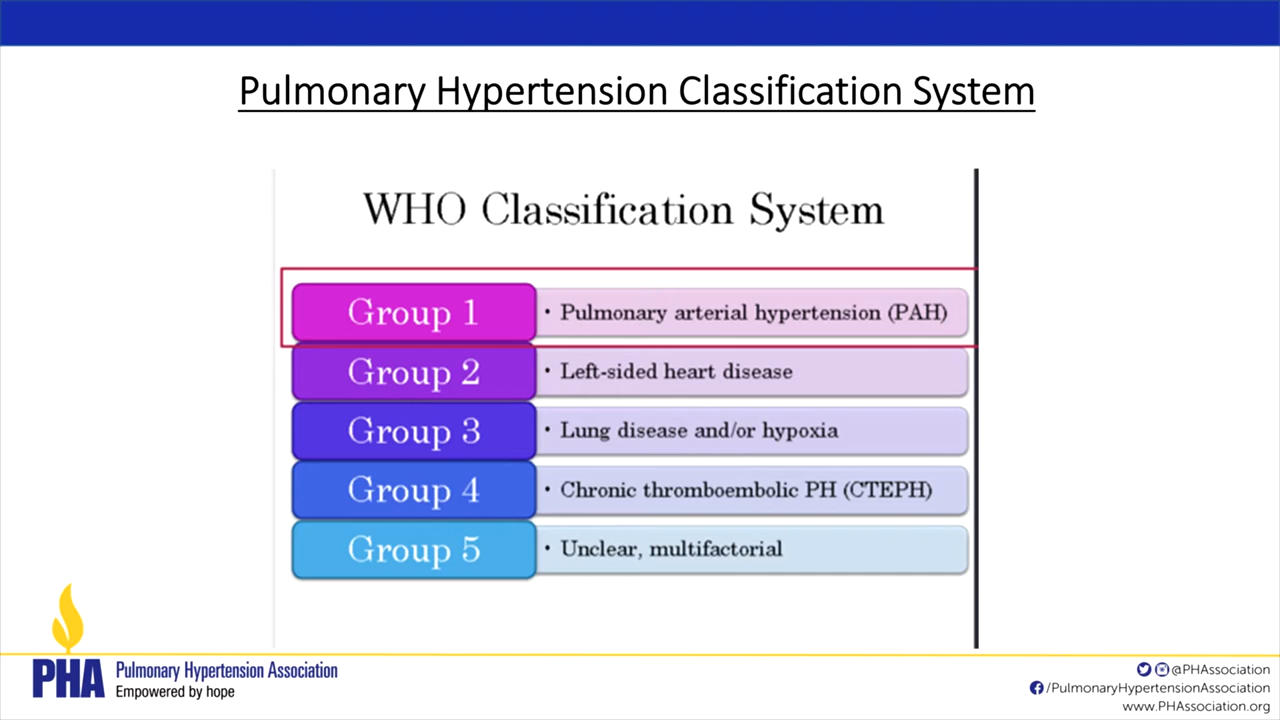 Pulmonary Hypertension Classification System
WHO Classification System
Group 1 • Pulmonary arterial hypertension (PAH)
Group 2 • Left-sided heart disease
Group 3 • Lung disease and/or hypoxia
Group 4 • Chronic thromboembolic PH (CTEPH)
Group 5 • Unclear, multifactorial
PHA Pulmonary Hypertension Association
Empowered by hope
@PHAssociation
/PulmonaryHypertensionAssociation
www.PHAssociation.org